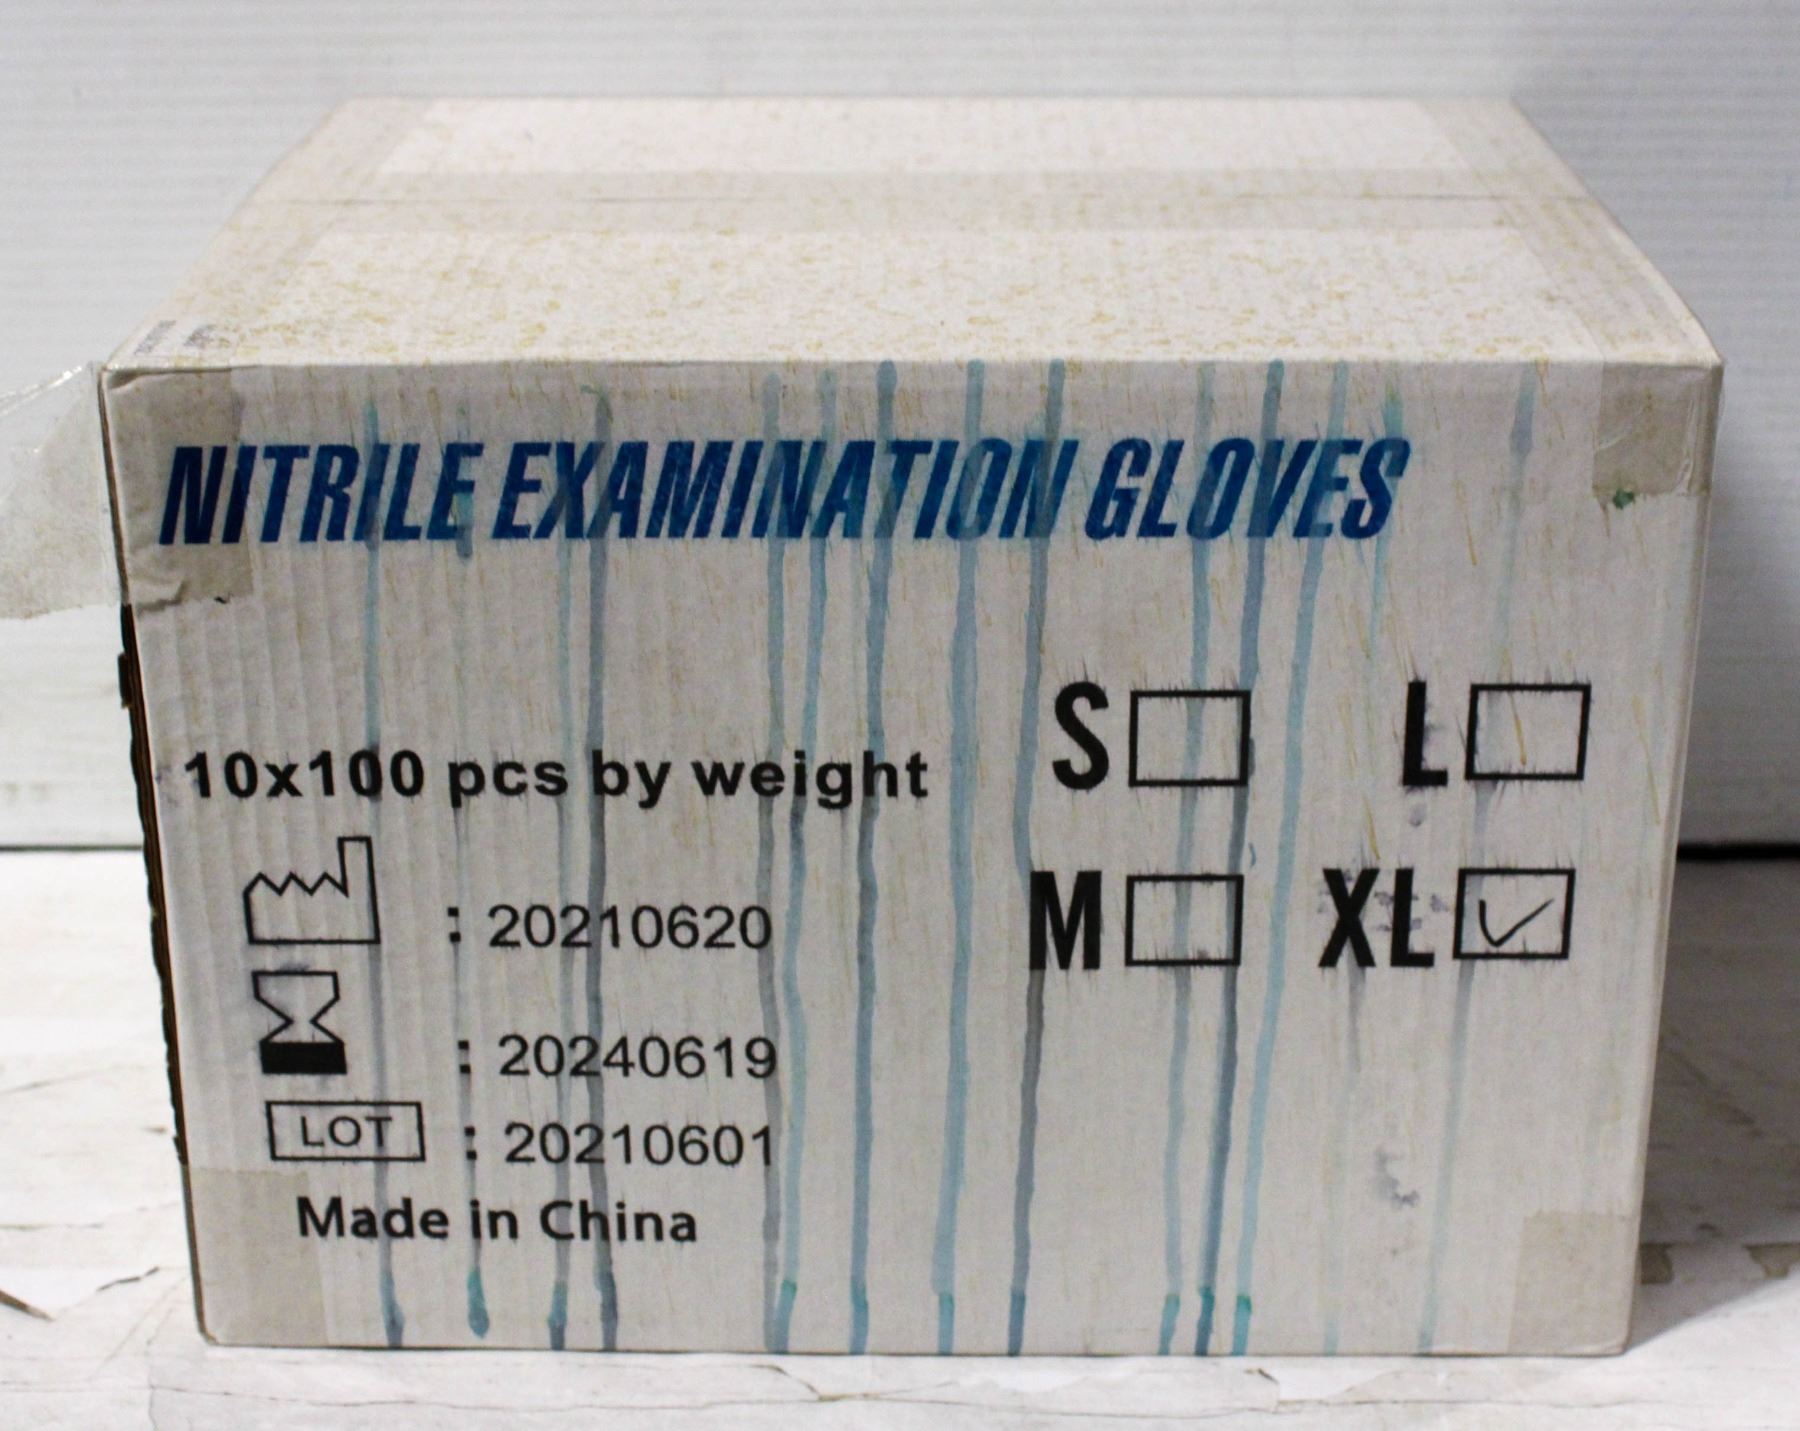 NITRILE EXAMINATION GLOVES
10x100 pcs by weight
S L
M XL
: 20210620
: 20240619
LOT : 20210601
Made in China